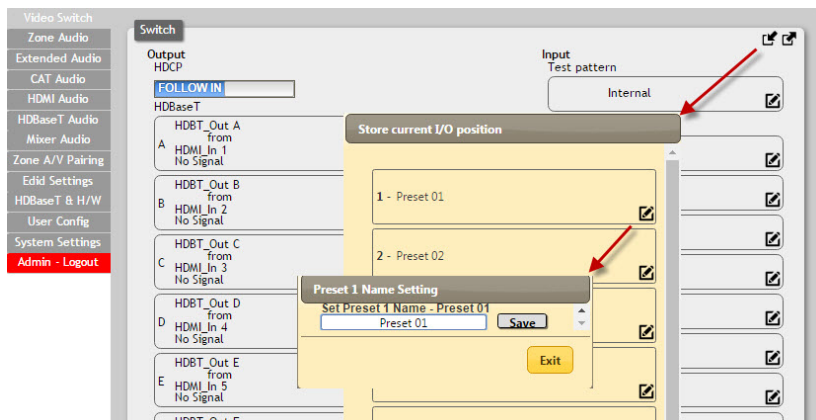 Video Switch
Zone Audio
Extended Audio
CAT Audio
HDMI Audio
HDBaseT Audio
Mixer Audio
Zone A/V Pairing
Edid Settings
HDBaseT & H/W
User Config
System Settings
Admin - Logout
Switch
Output
HDCP
FOLLOW IN
HDBaseT
Input
Test pattern
Internal
A
HDBT_Out A
from
HDMI_In 1
No Signal
B
HDBT_Out B
from
HDMI_In 2
No Signal
C
HDBT_Out C
from
HDMI_In 3
No Signal
D
HDBT_Out D
from
HDMI_In 4
No Signal
E
HDBT_Out E
from
HDMI_In 5
No Signal
Store current I/O position
1 - Preset 01
2 - Preset 02
Preset 1 Name Setting
Set Preset 1 Name - Preset 01
Preset 01
Save
Exit